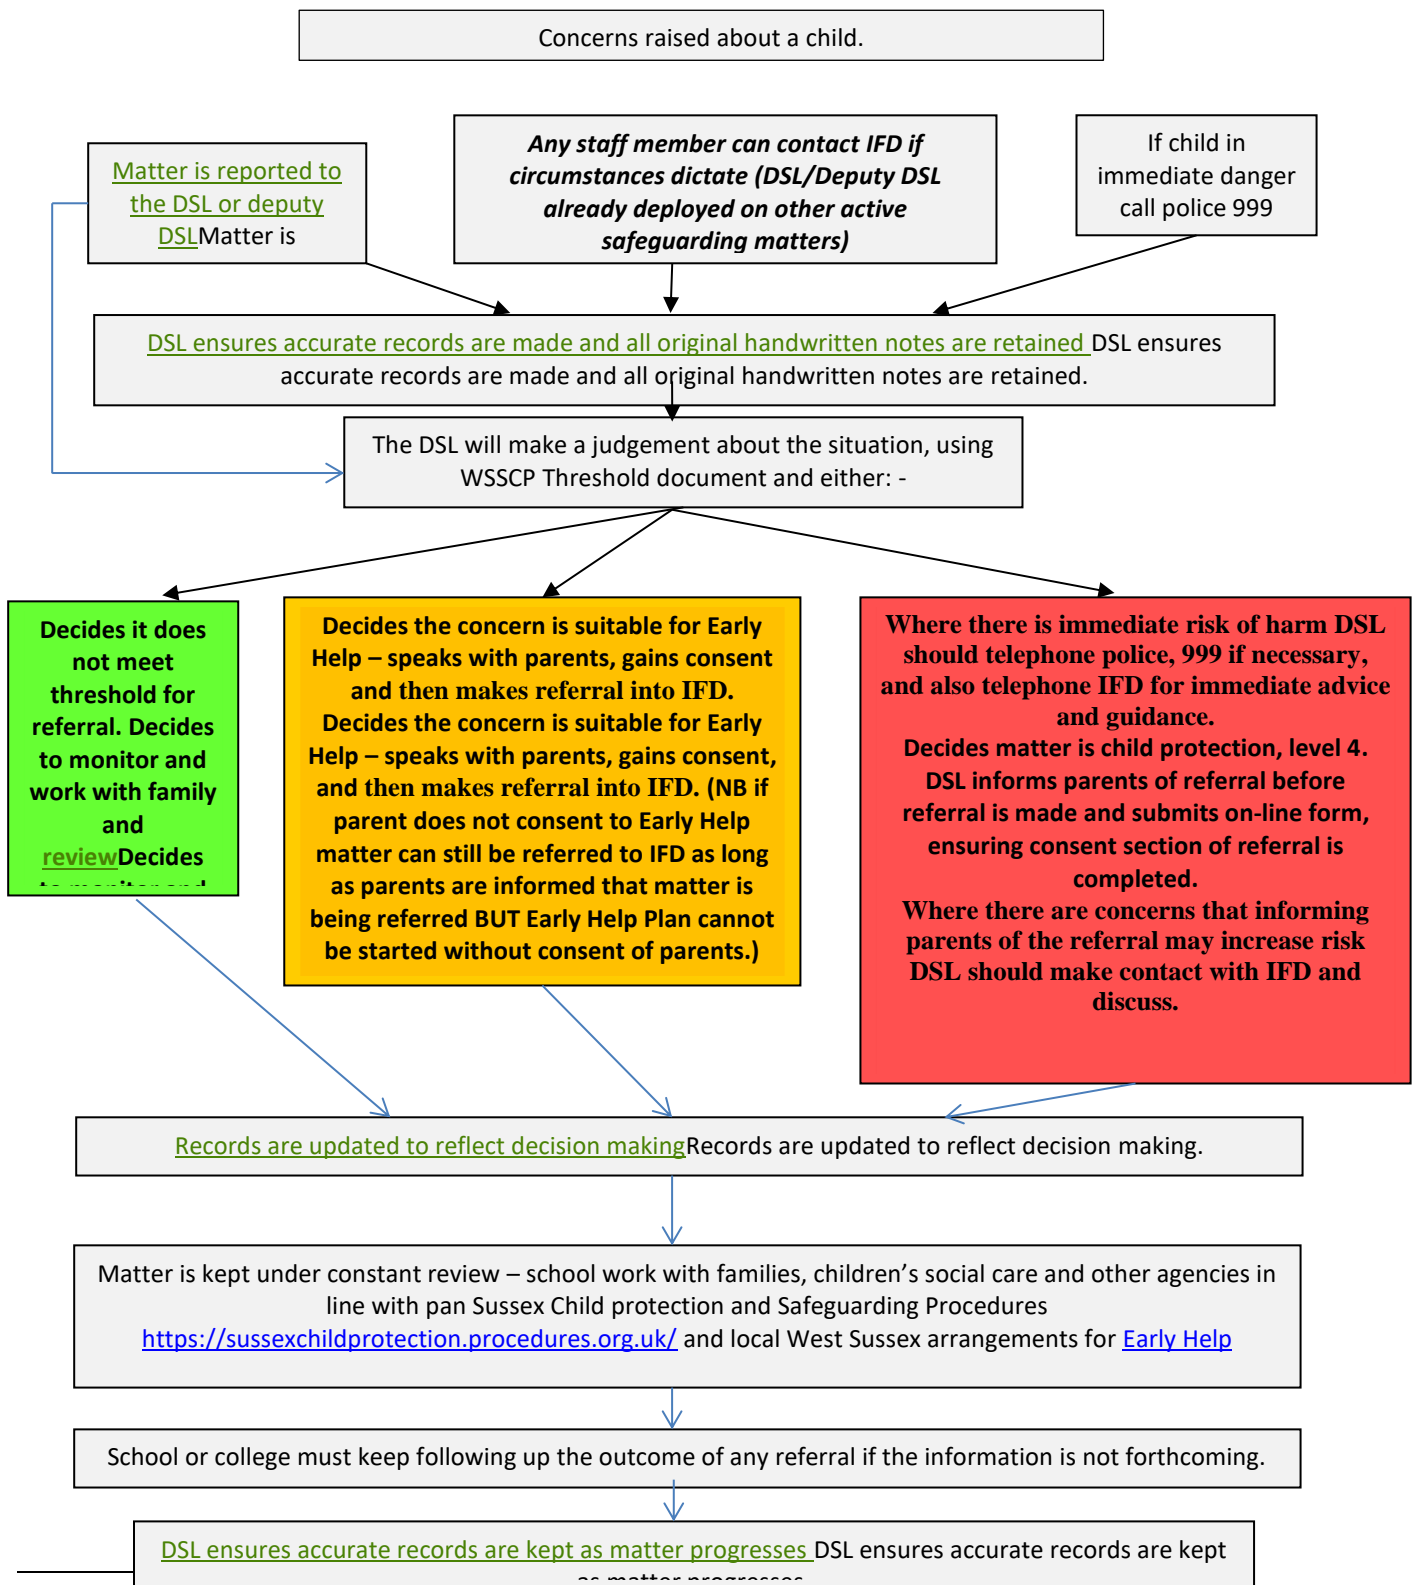 Concerns raised about a child.
Matter is reported to
the DSL or deputy
DSLMatter is
Any staff member can contact IFD if
circumstances dictate (DSL/Deputy DSL
already deployed on other active
safeguarding matters)
If child in
immediate danger
call police 999
DSL ensures accurate records are made and all original handwritten notes are retained DSL ensures
accurate records are made and all original handwritten notes are retained.
The DSL will make a judgement about the situation, using
WSSCP Threshold document and either: -
Decides it does
not meet
threshold for
referral. Decides
to monitor and
work with family
and
reviewDecides
to monitor and
Decides the concern is suitable for Early
Help – speaks with parents, gains consent
and then makes referral into IFD.
Decides the concern is suitable for Early
Help – speaks with parents, gains consent,
and then makes referral into IFD. (NB if
parent does not consent to Early Help
matter can still be referred to IFD as long
as parents are informed that matter is
being referred BUT Early Help Plan cannot
be started without consent of parents.)
Where there is immediate risk of harm DSL
should telephone police, 999 if necessary,
and also telephone IFD for immediate advice
and guidance.
Decides matter is child protection, level 4.
DSL informs parents of referral before
referral is made and submits on-line form,
ensuring consent section of referral is
completed.
Where there are concerns that informing
parents of the referral may increase risk
DSL should make contact with IFD and
discuss.
Records are updated to reflect decision makingRecords are updated to reflect decision making.
Matter is kept under constant review – school work with families, children’s social care and other agencies in
line with pan Sussex Child protection and Safeguarding Procedures
https://sussexchildprotection.procedures.org.uk/ and local West Sussex arrangements for Early Help
School or college must keep following up the outcome of any referral if the information is not forthcoming.
DSL ensures accurate records are kept as matter progresses DSL ensures accurate records are kept
as matter progresses